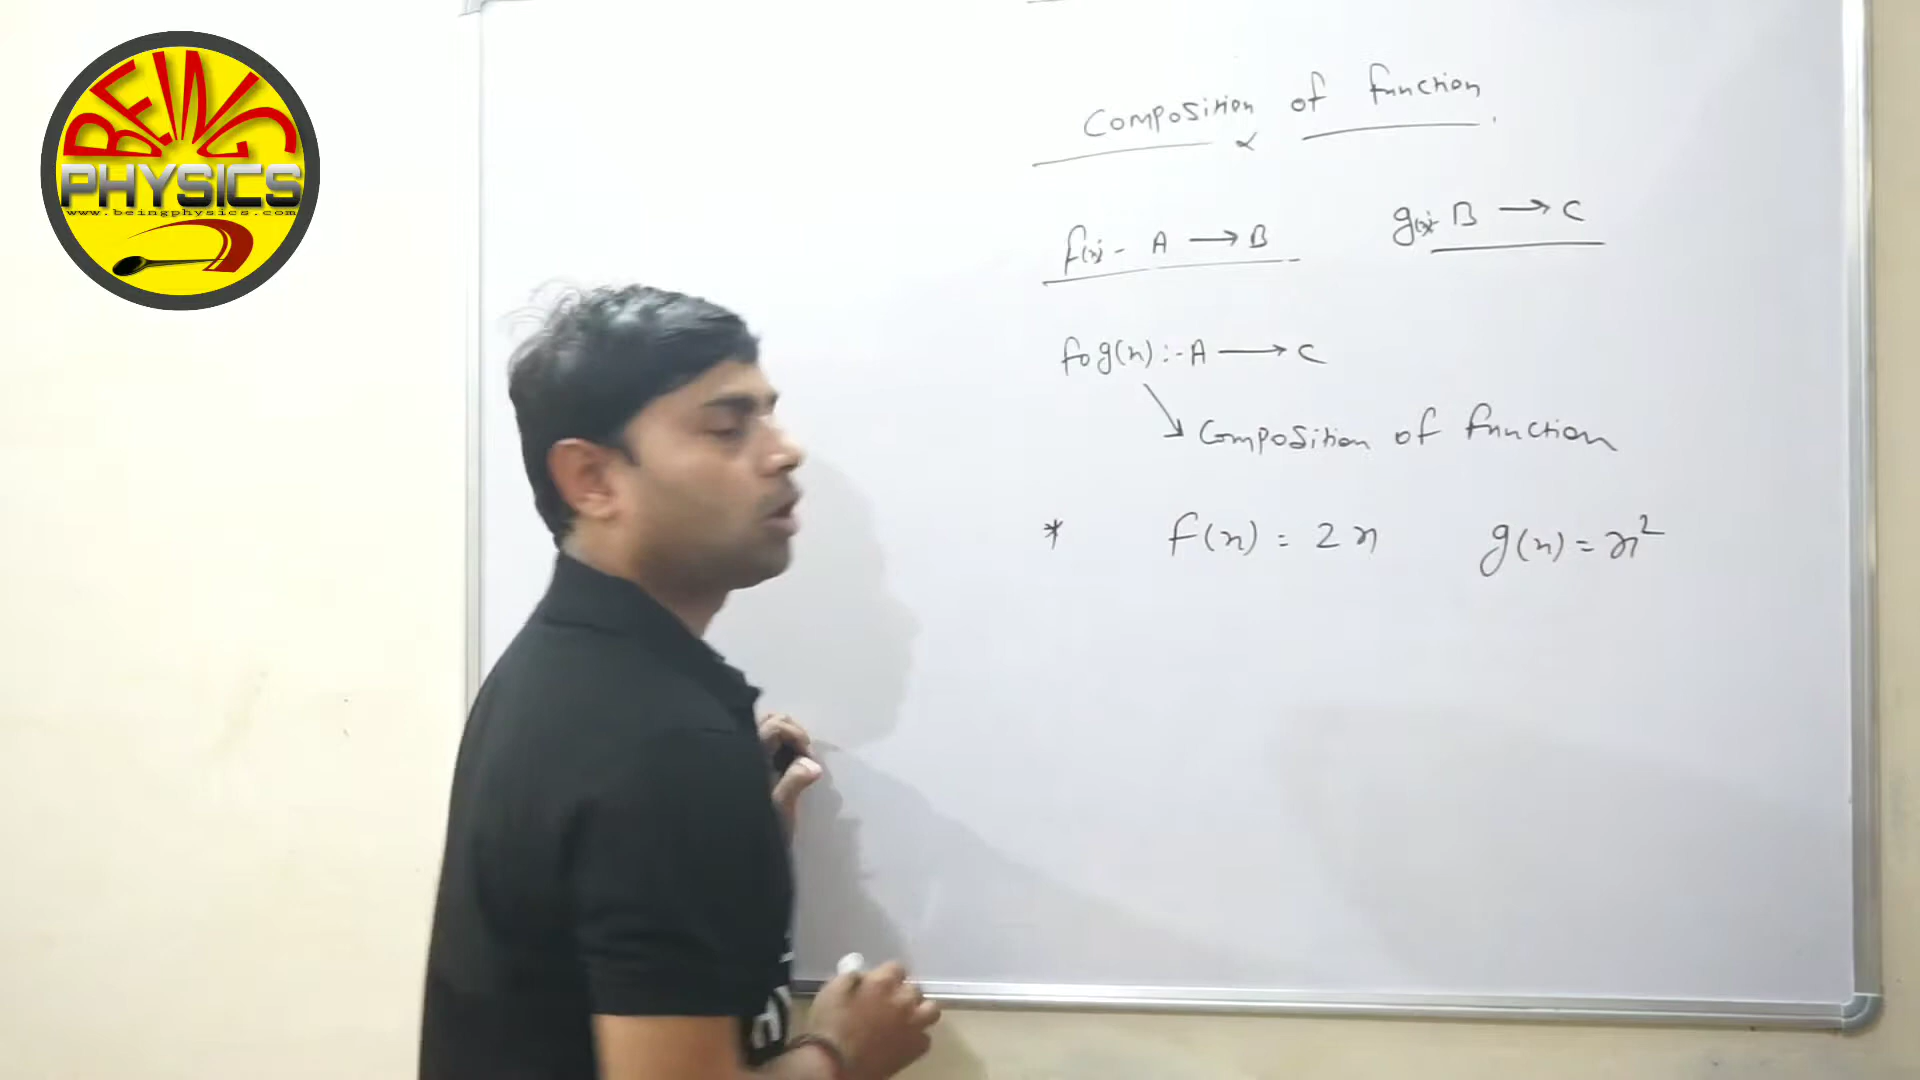 BEING
PHYSICS
www.beingphysics.com
Composition of function
f(x):- A → B g(x):- B → C
fog(x):- A → C
Composition of function
* f(x) = 2x g(x) = x²